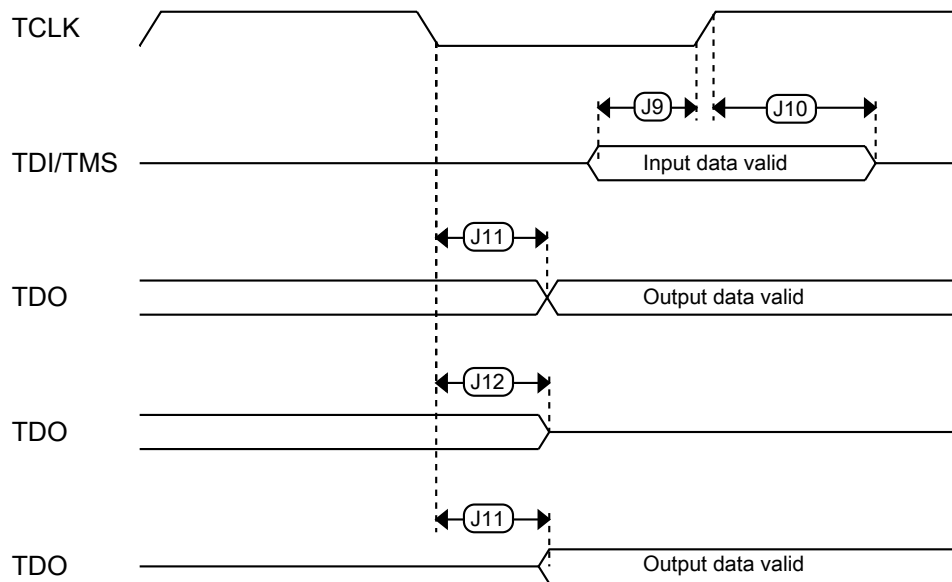 TCLK
J9
J10
TDI/TMS
Input data valid
J11
TDO
Output data valid
J12
TDO
J11
TDO
Output data valid